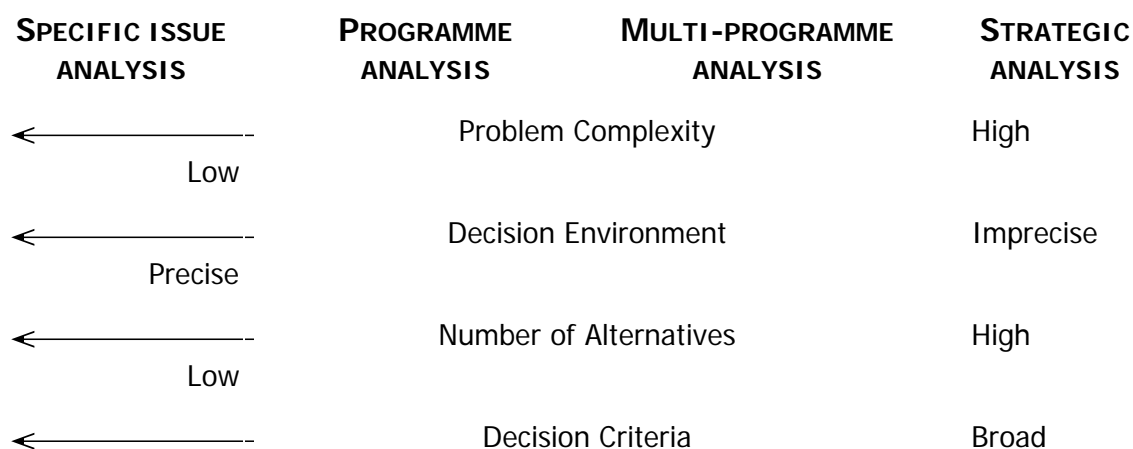 SPECIFIC ISSUE PROGRAMME MULTI-PROGRAMME STRATEGIC
ANALYSIS ANALYSIS ANALYSIS ANALYSIS
Problem Complexity High
Low
Decision Environment Imprecise
Precise
Number of Alternatives High
Low
Decision Criteria Broad